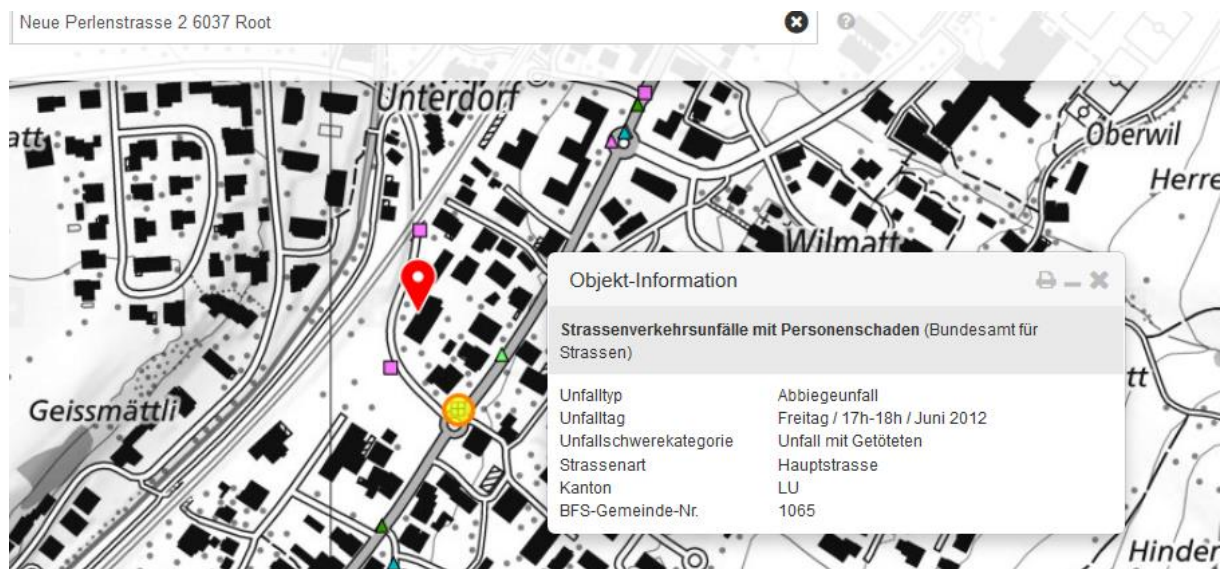 Neue Perlenstrasse 2 6037 Root
Unterdorf
Oberwil
att
Herre
Wilmatt
Objekt-Information
Strassenverkehrsunfälle mit Personenschaden (Bundesamt für
Strassen)
Unfalltyp Abbiegeunfall
Unfalltag Freitag / 17h-18h / Juni 2012
Unfallschwerekategorie Unfall mit Getöteten
Strassenart Hauptstrasse
Kanton LU
BFS-Gemeinde-Nr. 1065
tt
Geissmättli
Hinder